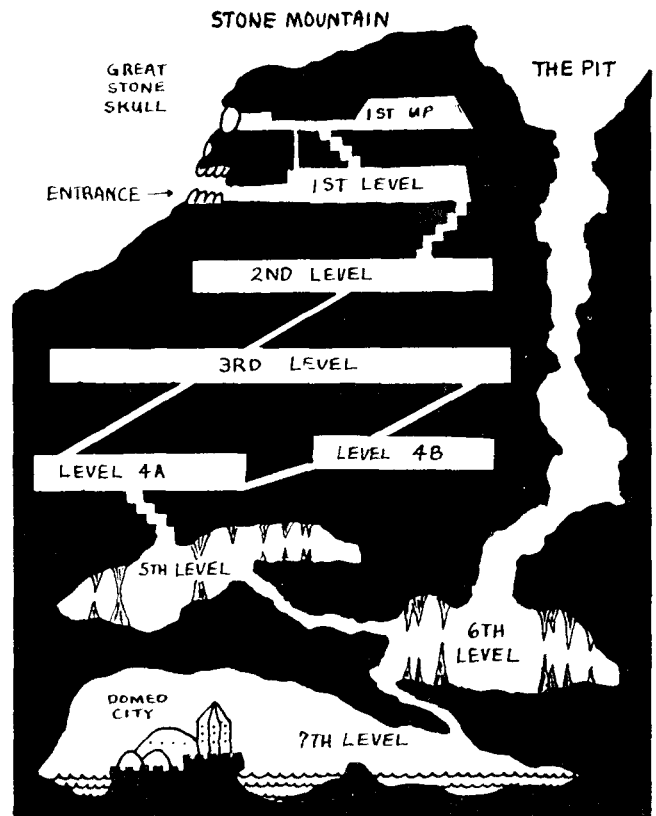 STONE MOUNTAIN
GREAT
STONE
SKULL
THE PIT
1ST UP
ENTRANCE →
1ST LEVEL
2ND LEVEL
3RD LEVEL
LEVEL 4A
LEVEL 4B
5TH LEVEL
6TH
LEVEL
DOMED
CITY
7TH LEVEL